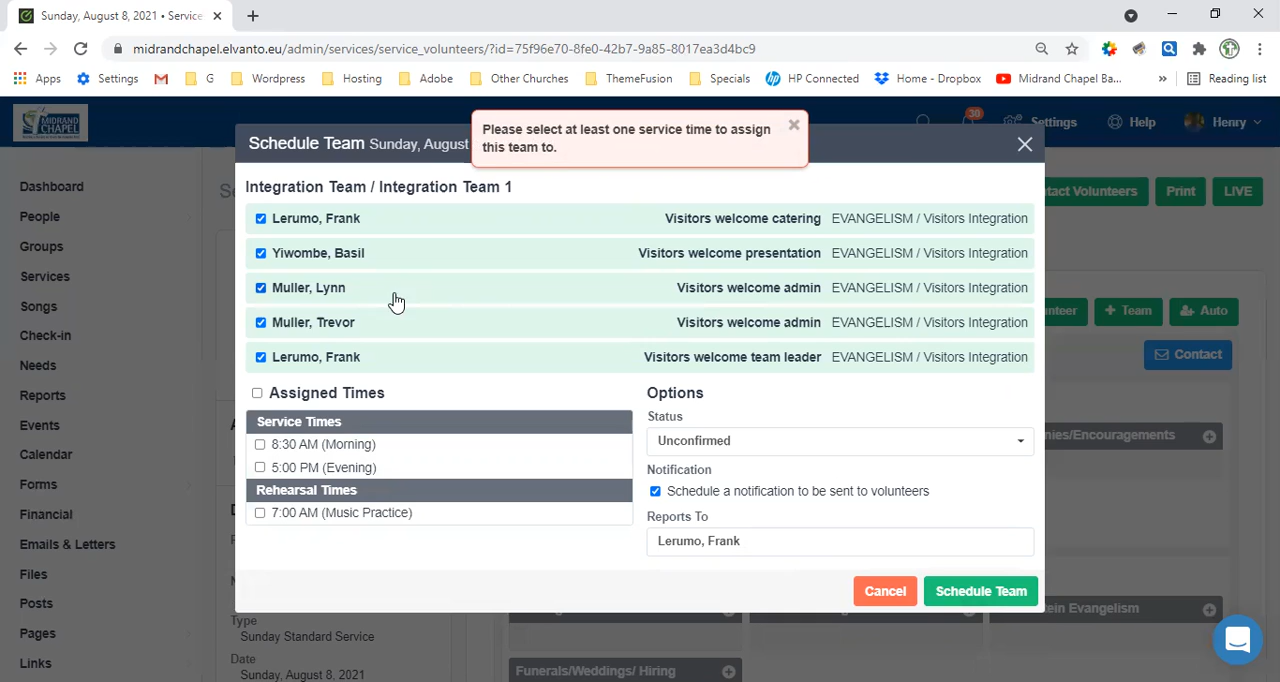 Sunday, August 8, 2021 • Service
midrandchapel.elvanto.eu/admin/services/service_volunteers/?id=75f96e70-8fe0-42b7-9a85-8017ea3d4bc9
Apps Settings G Wordpress Hosting Adobe Other Churches ThemeFusion Specials HP Connected Home - Dropbox Midrand Chapel Ba... » Reading list
MIDRAND CHAPEL
30
Settings Help Henry
Please select at least one service time to assign
this team to.
Schedule Team Sunday, August
Dashboard
People
Groups
Services
Songs
Check-in
Needs
Reports
Events
Calendar
Forms
Financial
Emails & Letters
Files
Posts
Pages
Links
Integration Team / Integration Team 1
Lerumo, Frank Visitors welcome catering EVANGELISM / Visitors Integration
Yiwombe, Basil Visitors welcome presentation EVANGELISM / Visitors Integration
Muller, Lynn Visitors welcome admin EVANGELISM / Visitors Integration
Muller, Trevor Visitors welcome admin EVANGELISM / Visitors Integration
Lerumo, Frank Visitors welcome team leader EVANGELISM / Visitors Integration
Assigned Times
Service Times
8:30 AM (Morning)
5:00 PM (Evening)
Rehearsal Times
7:00 AM (Music Practice)
Options
Status
Unconfirmed
Notification
Schedule a notification to be sent to volunteers
Reports To
Lerumo, Frank
Cancel Schedule Team
tact Volunteers Print LIVE
nteer + Team Auto
Contact
nies/Encouragements
tein Evangelism
Type
Sunday Standard Service
Date
Sunday, August 8, 2021
Funerals/Weddings/ Hiring